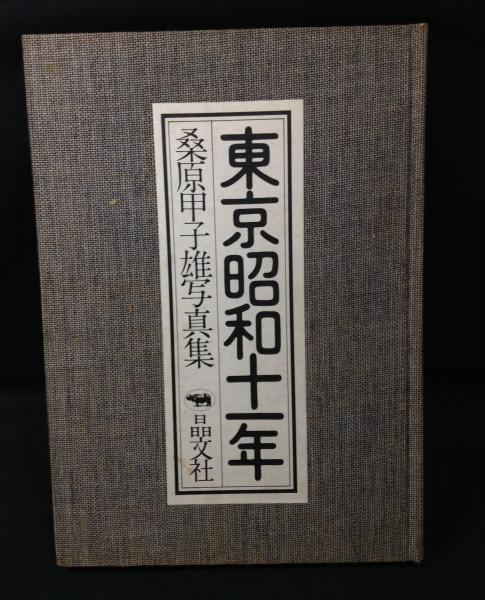 東京昭和十一年
桑原甲子雄写真集
晶文社